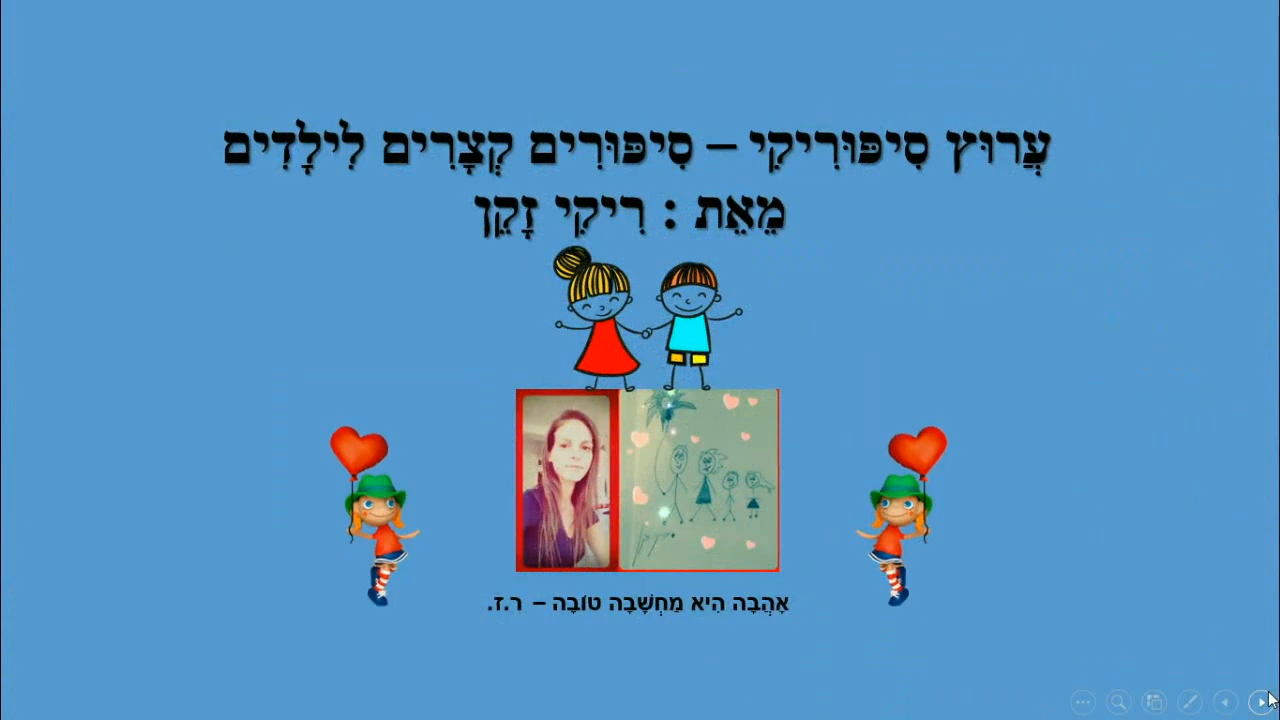 עֲרוּץ סִיפּוּרִיקִי – סִיפּוּרִים קְצָרִים לִילָדִים
מֵאֵת : רִיקִי זָקֵן
אָהֲבָה הִיא מַחְשָׁבָה טוֹבָה – ר.ז.